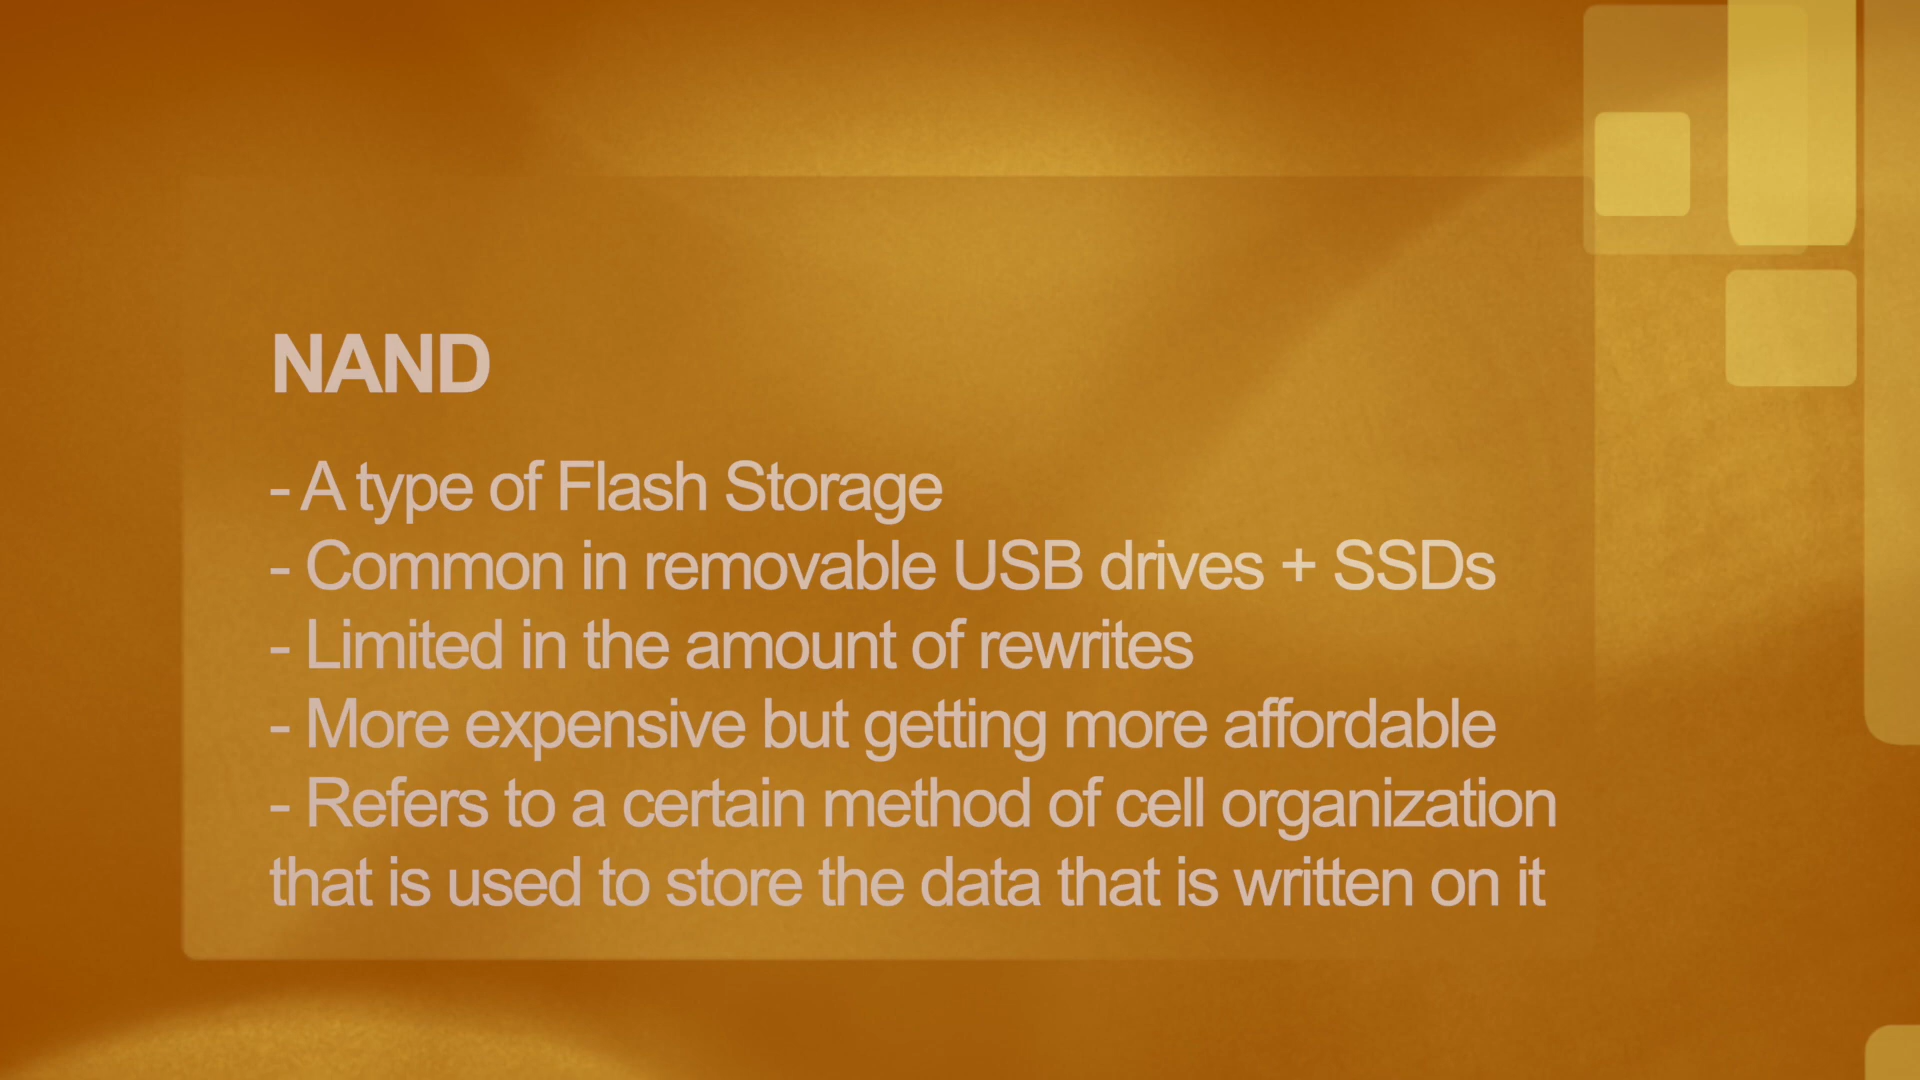 NAND
- A type of Flash Storage
- Common in removable USB drives + SSDs
- Limited in the amount of rewrites
- More expensive but getting more affordable
- Refers to a certain method of cell organization
that is used to store the data that is written on it